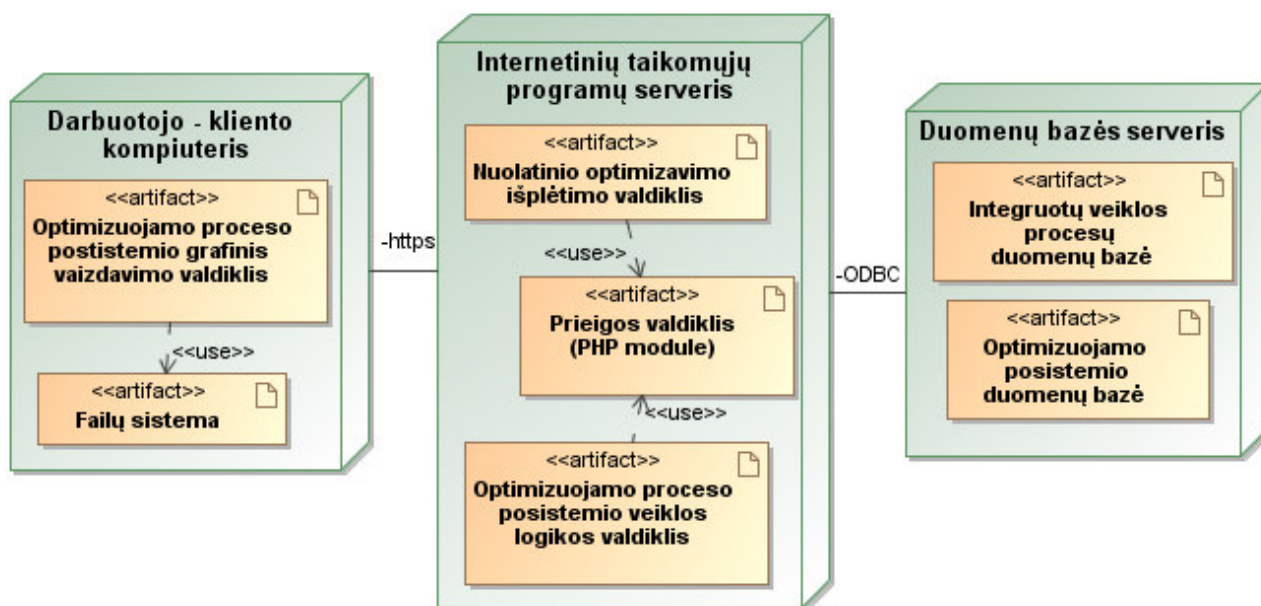 Darbuotojo - kliento
kompiuteris
<<artifact>>
Optimizuojamo proceso
postistemio grafinis
vaizdavimo valdiklis
<<use>>
<<artifact>>
Failų sistema
-https
Internetinių taikomųjų
programų serveris
<<artifact>>
Nuolatinio optimizavimo
išplėtimo valdiklis
<<use>>
<<artifact>>
Prieigos valdiklis
(PHP module)
<<use>>
<<artifact>>
Optimizuojamo proceso
posistemio veiklos
logikos valdiklis
-ODBC
Duomenų bazės serveris
<<artifact>>
Integruotų veiklos
procesų
duomenų bazė
<<artifact>>
Optimizuojamo
posistemio
duomenų bazė